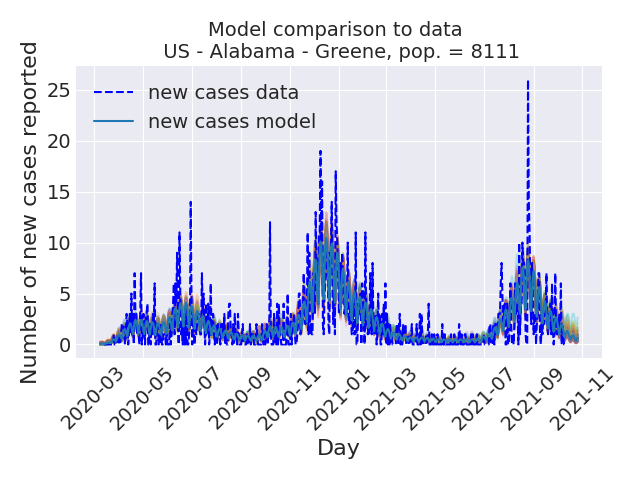 Model comparison to data
US - Alabama - Greene, pop. = 8111
Number of new cases reported
25
20
15
10
5
0
new cases data
new cases model
2020-03
2020-05
2020-07
2020-09
2020-11
2021-01
2021-03
2021-05
2021-07
2021-09
2021-11
Day